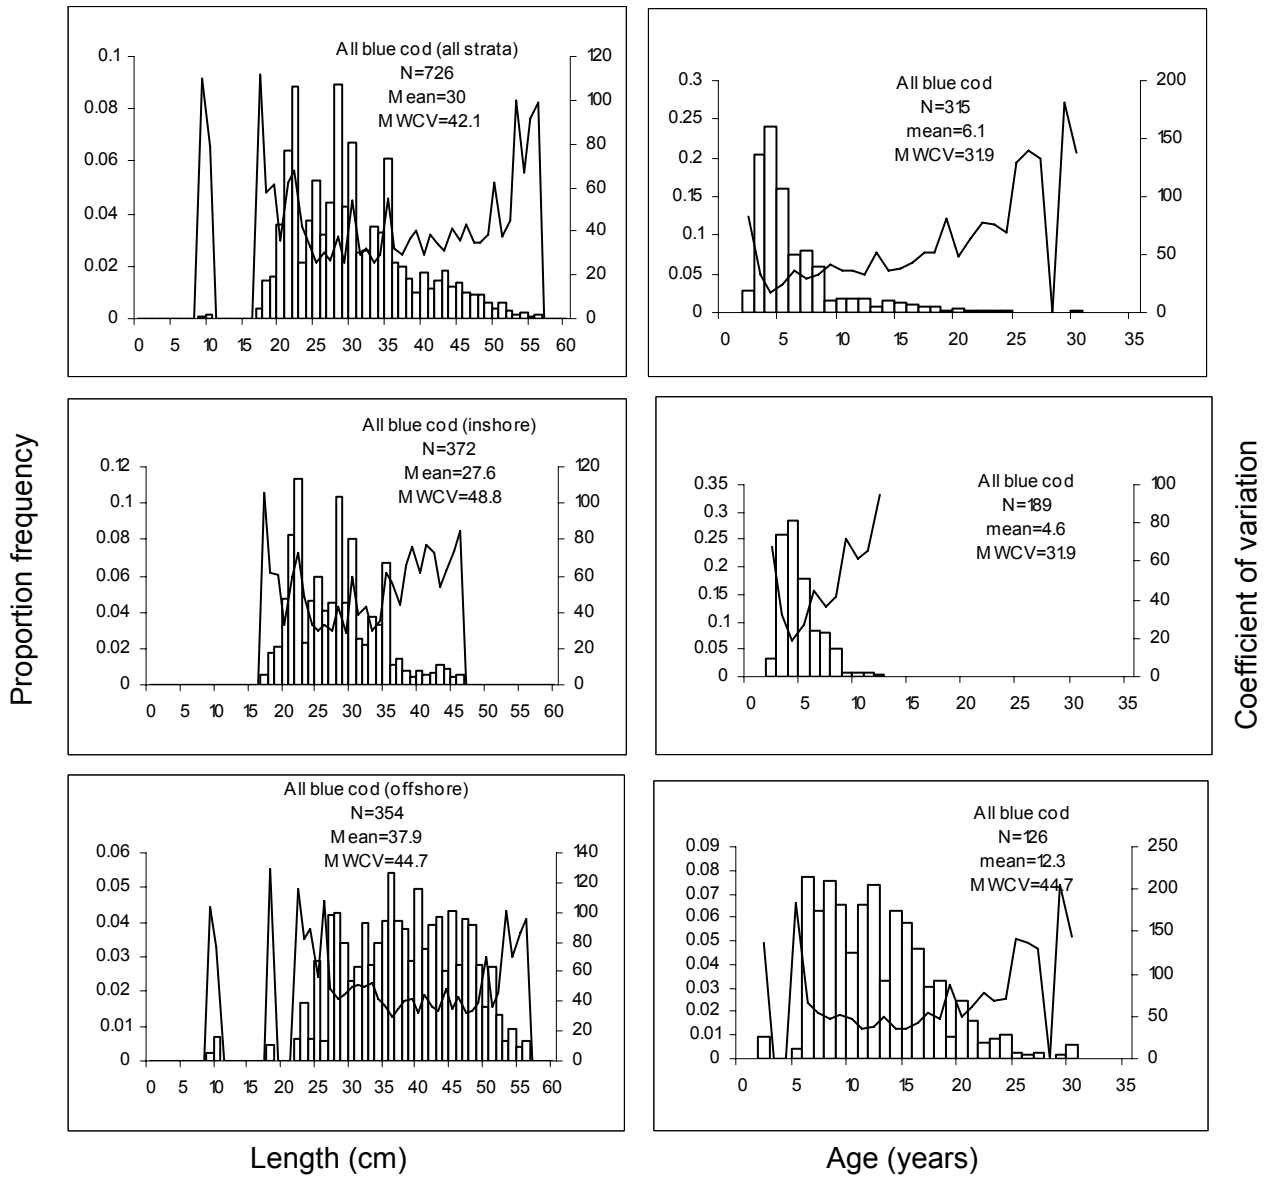 All blue cod (all strata)
N=726
Mean=30
MWCV=42.1
0.1
0.08
0.06
0.04
0.02
0
120
100
80
60
40
20
0
0 5 10 15 20 25 30 35 40 45 50 55 60
All blue cod
N=315
mean=6.1
MWCV=31.9
0.3
0.25
0.2
0.15
0.1
0.05
0
200
150
100
50
0
0 5 10 15 20 25 30 35
Proportion frequency
All blue cod (inshore)
N=372
Mean=27.6
MWCV=48.8
0.12
0.1
0.08
0.06
0.04
0.02
0
120
100
80
60
40
20
0
0 5 10 15 20 25 30 35 40 45 50 55 60
All blue cod
N=189
mean=4.6
MWCV=31.9
0.35
0.3
0.25
0.2
0.15
0.1
0.05
0
100
80
60
40
20
0
0 5 10 15 20 25 30 35
Coefficient of variation
All blue cod (offshore)
N=354
Mean=37.9
MWCV=44.7
0.06
0.05
0.04
0.03
0.02
0.01
0
140
120
100
80
60
40
20
0
0 5 10 15 20 25 30 35 40 45 50 55 60
All blue cod
N=126
mean=12.3
MWCV=44.7
0.09
0.08
0.07
0.06
0.05
0.04
0.03
0.02
0.01
0
250
200
150
100
50
0
0 5 10 15 20 25 30 35
Length (cm)
Age (years)